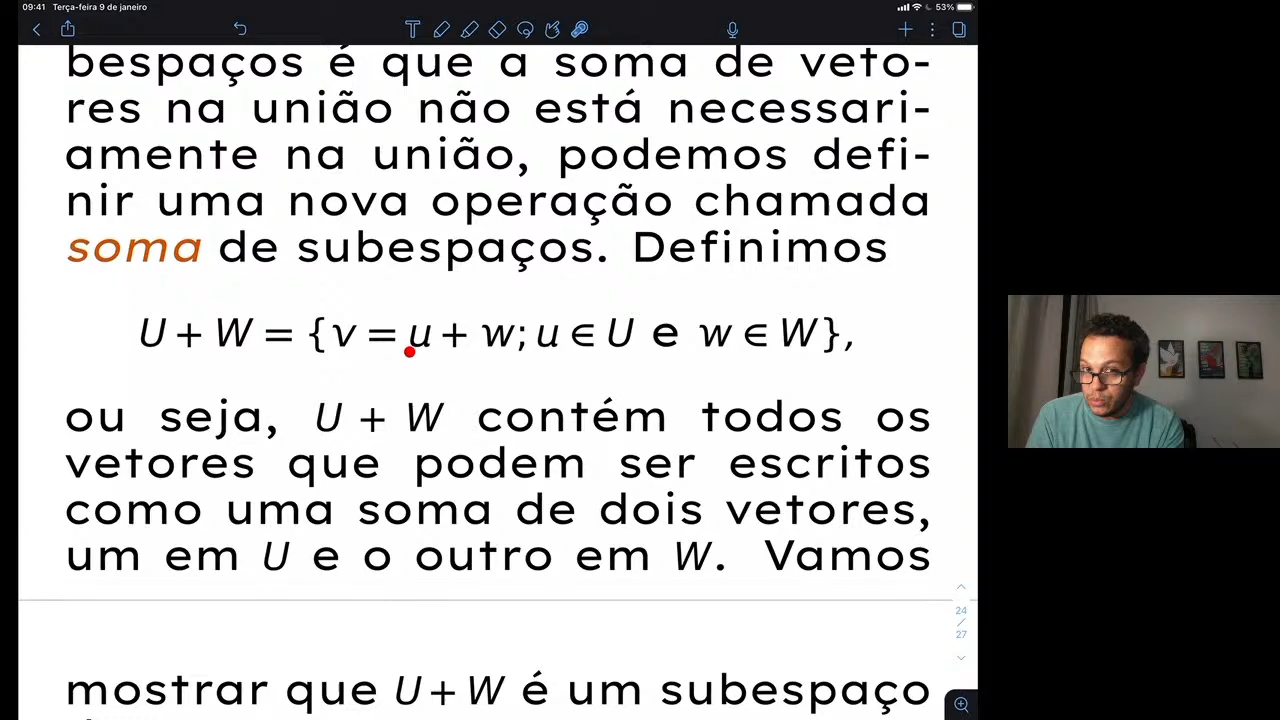 09:41 Terça-feira 9 de janeiro 53%
bespaços é que a soma de veto-
res na união não está necessari-
amente na união, podemos defi-
nir uma nova operação chamada
soma de subespaços. Definimos
U + W = {v = u + w; u ∈ U e w ∈ W},
ou seja, U + W contém todos os
vetores que podem ser escritos
como uma soma de dois vetores,
um em U e o outro em W. Vamos
24
/
27
mostrar que U + W é um subespaço